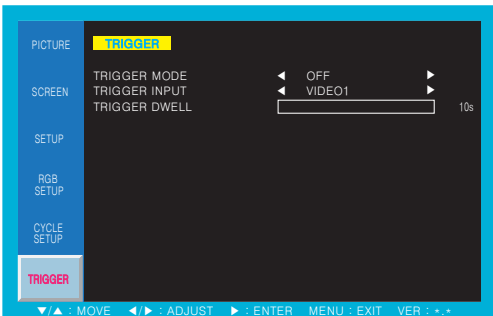 PICTURE
SCREEN
SETUP
RGB
SETUP
CYCLE
SETUP
TRIGGER
TRIGGER
TRIGGER MODE ◀ OFF ▶
TRIGGER INPUT ◀ VIDEO1 ▶
TRIGGER DWELL 10s
▼/▲ : MOVE ◀/▶ : ADJUST ▶ : ENTER MENU : EXIT VER : *.*